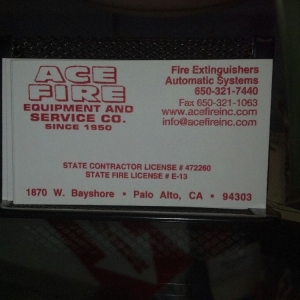 ACE
FIRE
EQUIPMENT AND
SERVICE CO.
SINCE 1950
Fire Extinguishers
Automatic Systems
650-321-7440
Fax 650-321-1063
www.acefireinc.com
info@acefireinc.com
STATE CONTRACTOR LICENSE # 472260
STATE FIRE LICENSE # E-13
1870 W. Bayshore • Palo Alto, CA • 94303